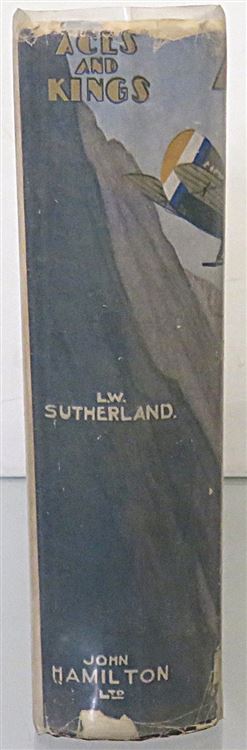 ACES
AND
KINGS
L.W.
SUTHERLAND.
JOHN
HAMILTON
LTD